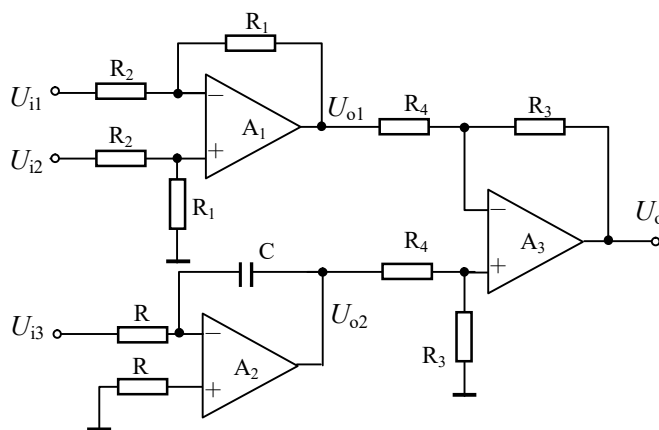 R₁
R₂
Uᵢ₁
−
A₁
Uₒ₁
R₄
R₃
Uᵢ₂
R₂
+
R₁
−
A₃
Uₒ
C
R₄
+
Uₒ₂
Uᵢ₃
R
−
A₂
R₃
R
+